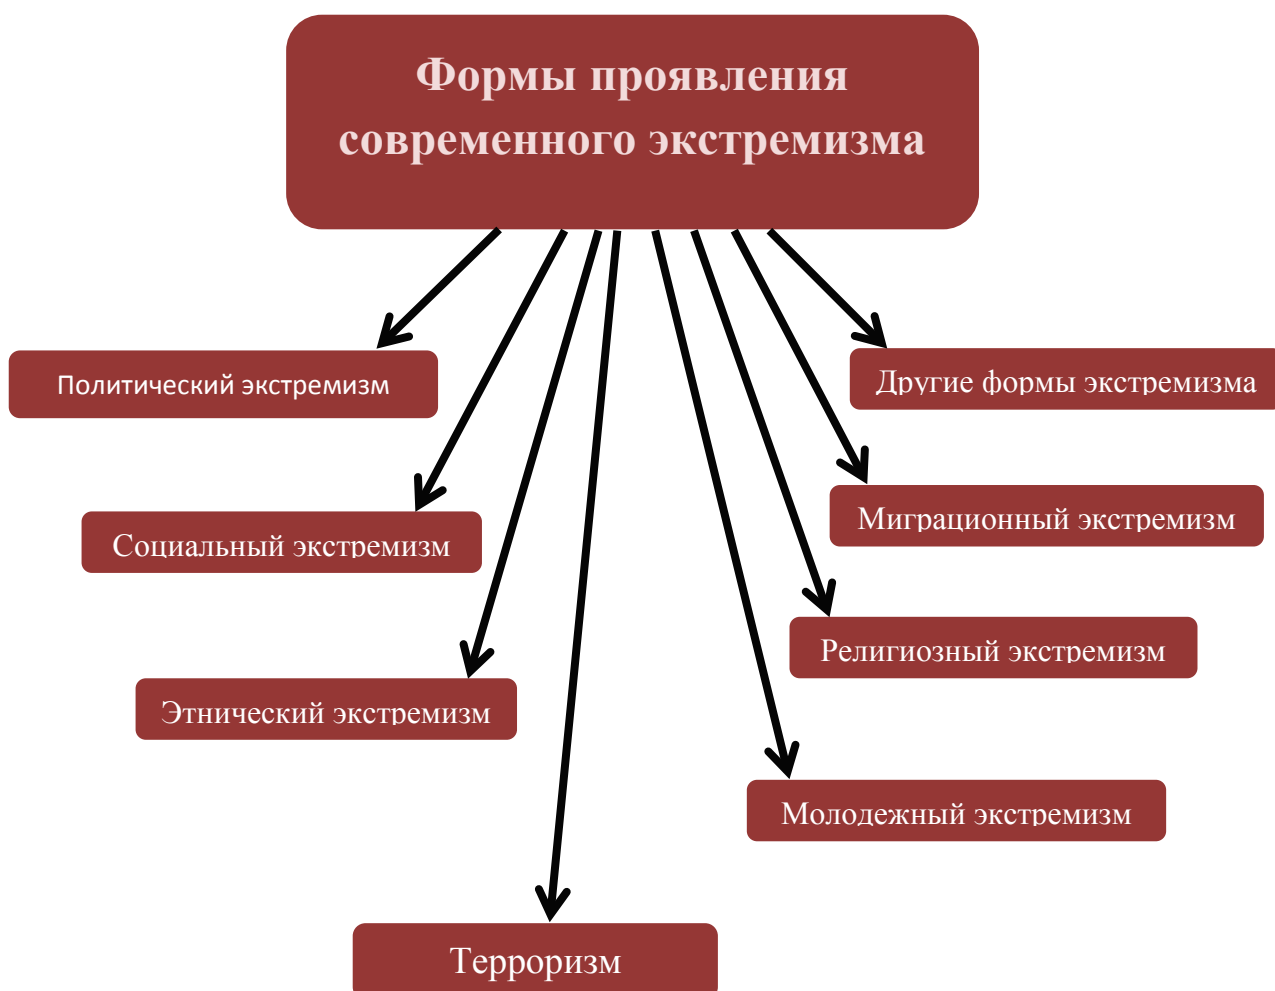 Формы проявления
современного экстремизма
Политический экстремизм
Другие формы экстремизма
Социальный экстремизм
Миграционный экстремизм
Этнический экстремизм
Религиозный экстремизм
Молодежный экстремизм
Терроризм